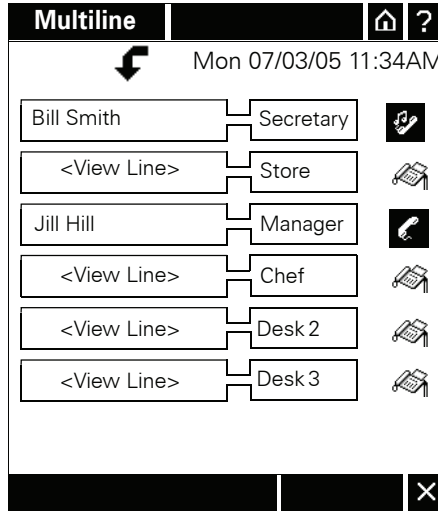 Multiline ?
Mon 07/03/05 11:34AM
Bill Smith Secretary
<View Line> Store
Jill Hill Manager
<View Line> Chef
<View Line> Desk 2
<View Line> Desk 3